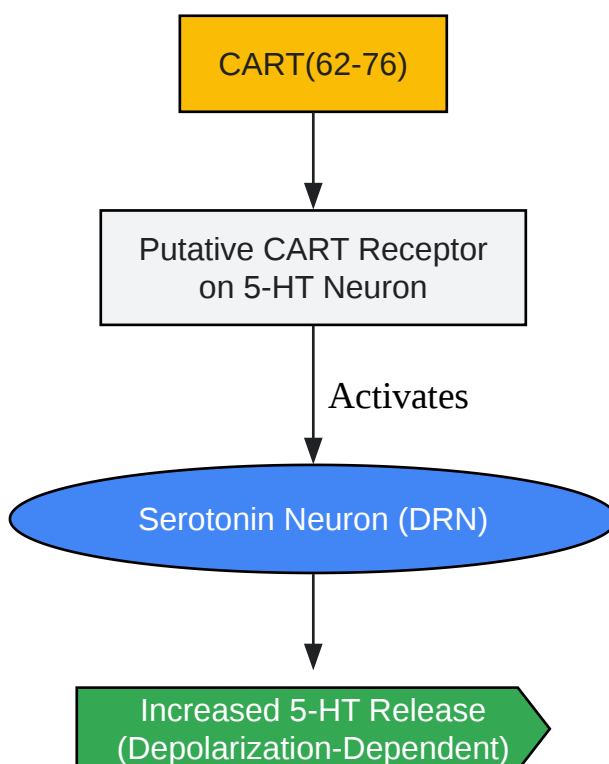 CART(62-76)
Putative CART Receptor
on 5-HT Neuron
Activates
Serotonin Neuron (DRN)
Increased 5-HT Release
(Depolarization-Dependent)